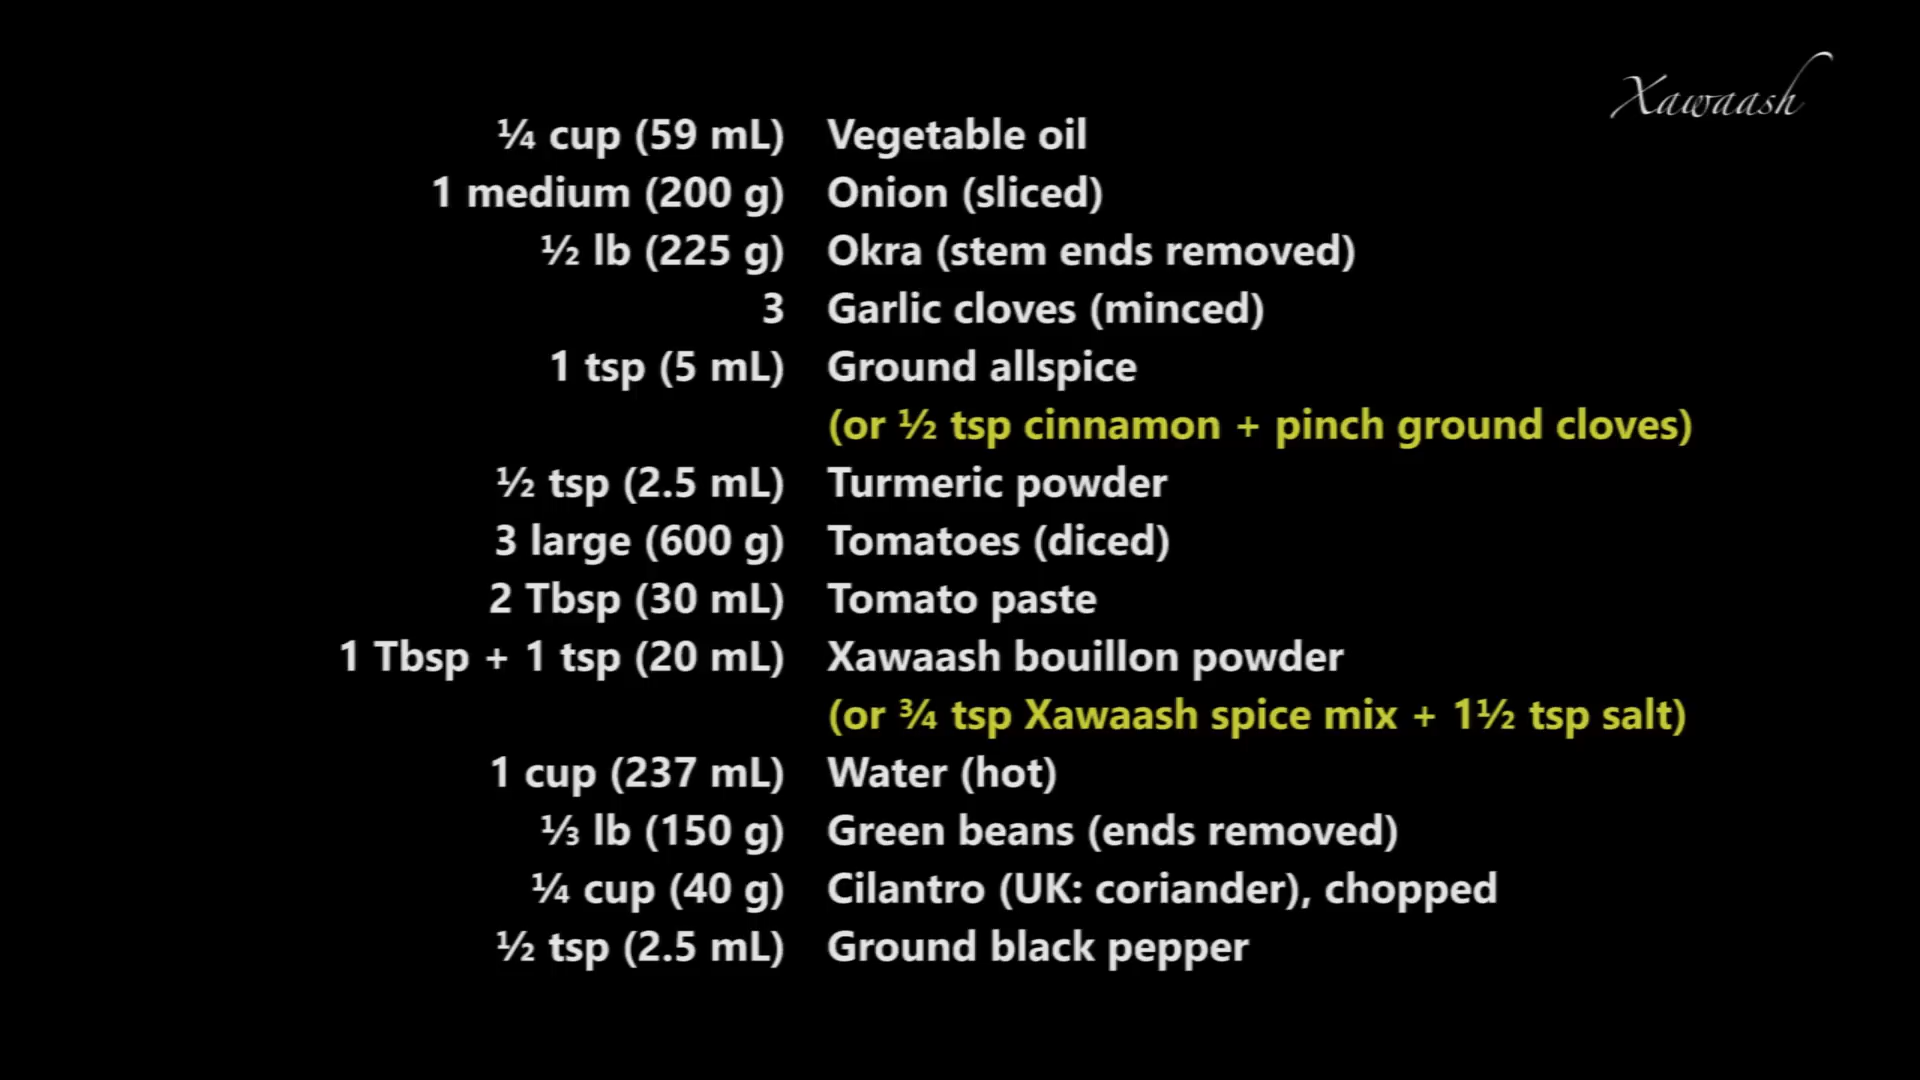 Xawaash
¼ cup (59 mL) Vegetable oil
1 medium (200 g) Onion (sliced)
½ lb (225 g) Okra (stem ends removed)
3 Garlic cloves (minced)
1 tsp (5 mL) Ground allspice
(or ½ tsp cinnamon + pinch ground cloves)
½ tsp (2.5 mL) Turmeric powder
3 large (600 g) Tomatoes (diced)
2 Tbsp (30 mL) Tomato paste
1 Tbsp + 1 tsp (20 mL) Xawaash bouillon powder
(or ¾ tsp Xawaash spice mix + 1½ tsp salt)
1 cup (237 mL) Water (hot)
⅓ lb (150 g) Green beans (ends removed)
¼ cup (40 g) Cilantro (UK: coriander), chopped
½ tsp (2.5 mL) Ground black pepper